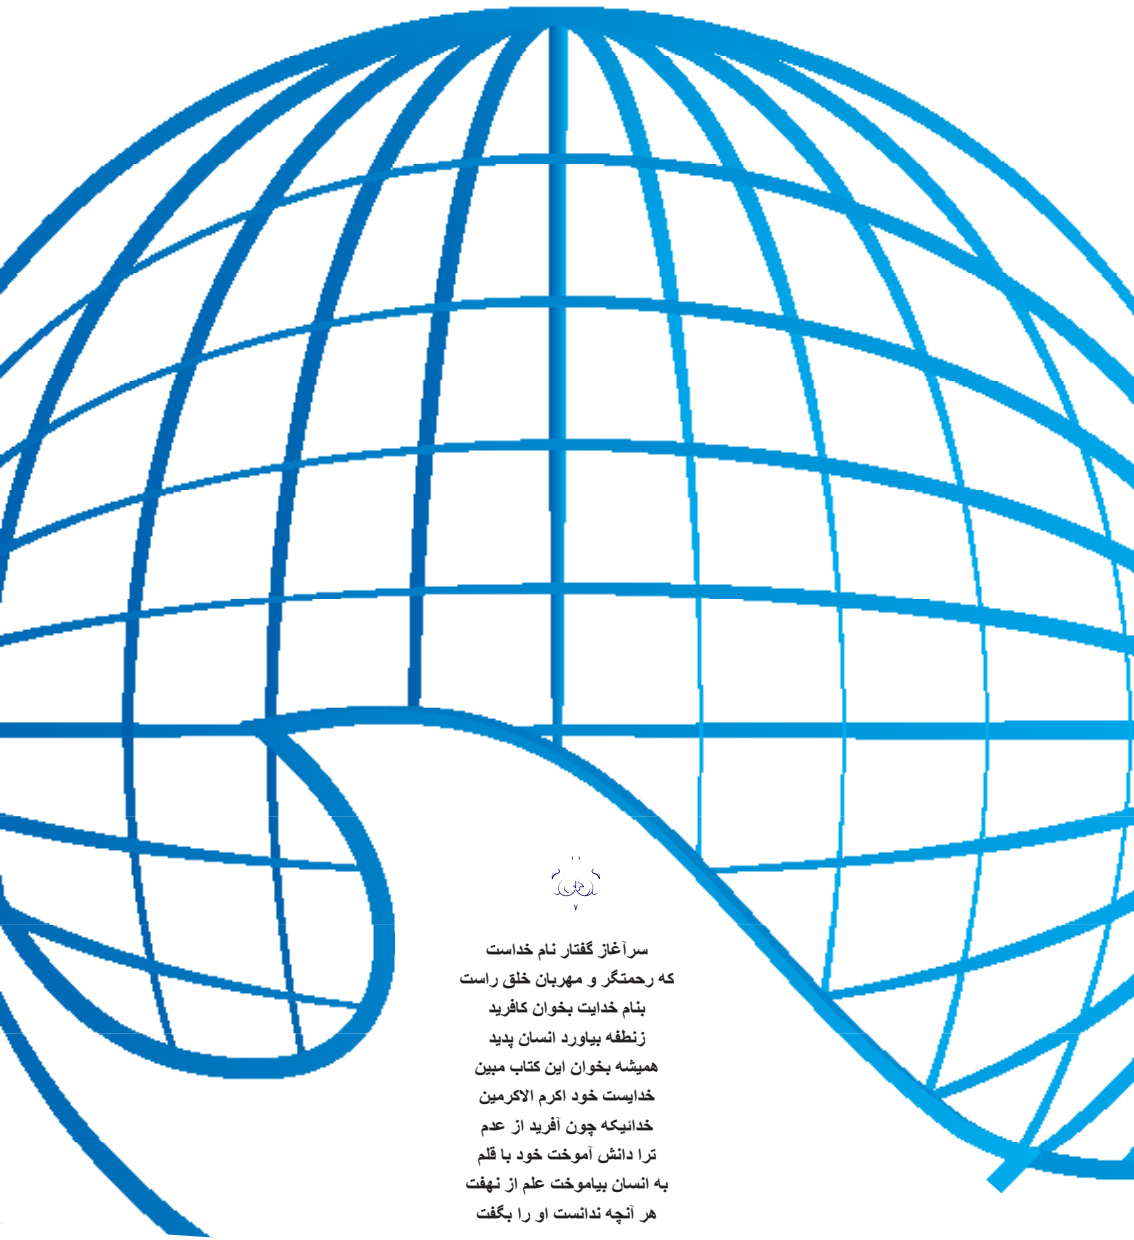 سرآغاز گفتار نام خداست
که رحمتگر و مهربان خلق راست
بنام خدایت بخوان کافرید
زنطفه بیاورد انسان پدید
همیشه بخوان این کتاب مبین
خدایست خود اکرم الاکرمین
خدائیکه چون آفرید از عدم
ترا دانش آموخت خود با قلم
به انسان بیاموخت علم از نهفت
هر آنچه ندانست او را بگفت